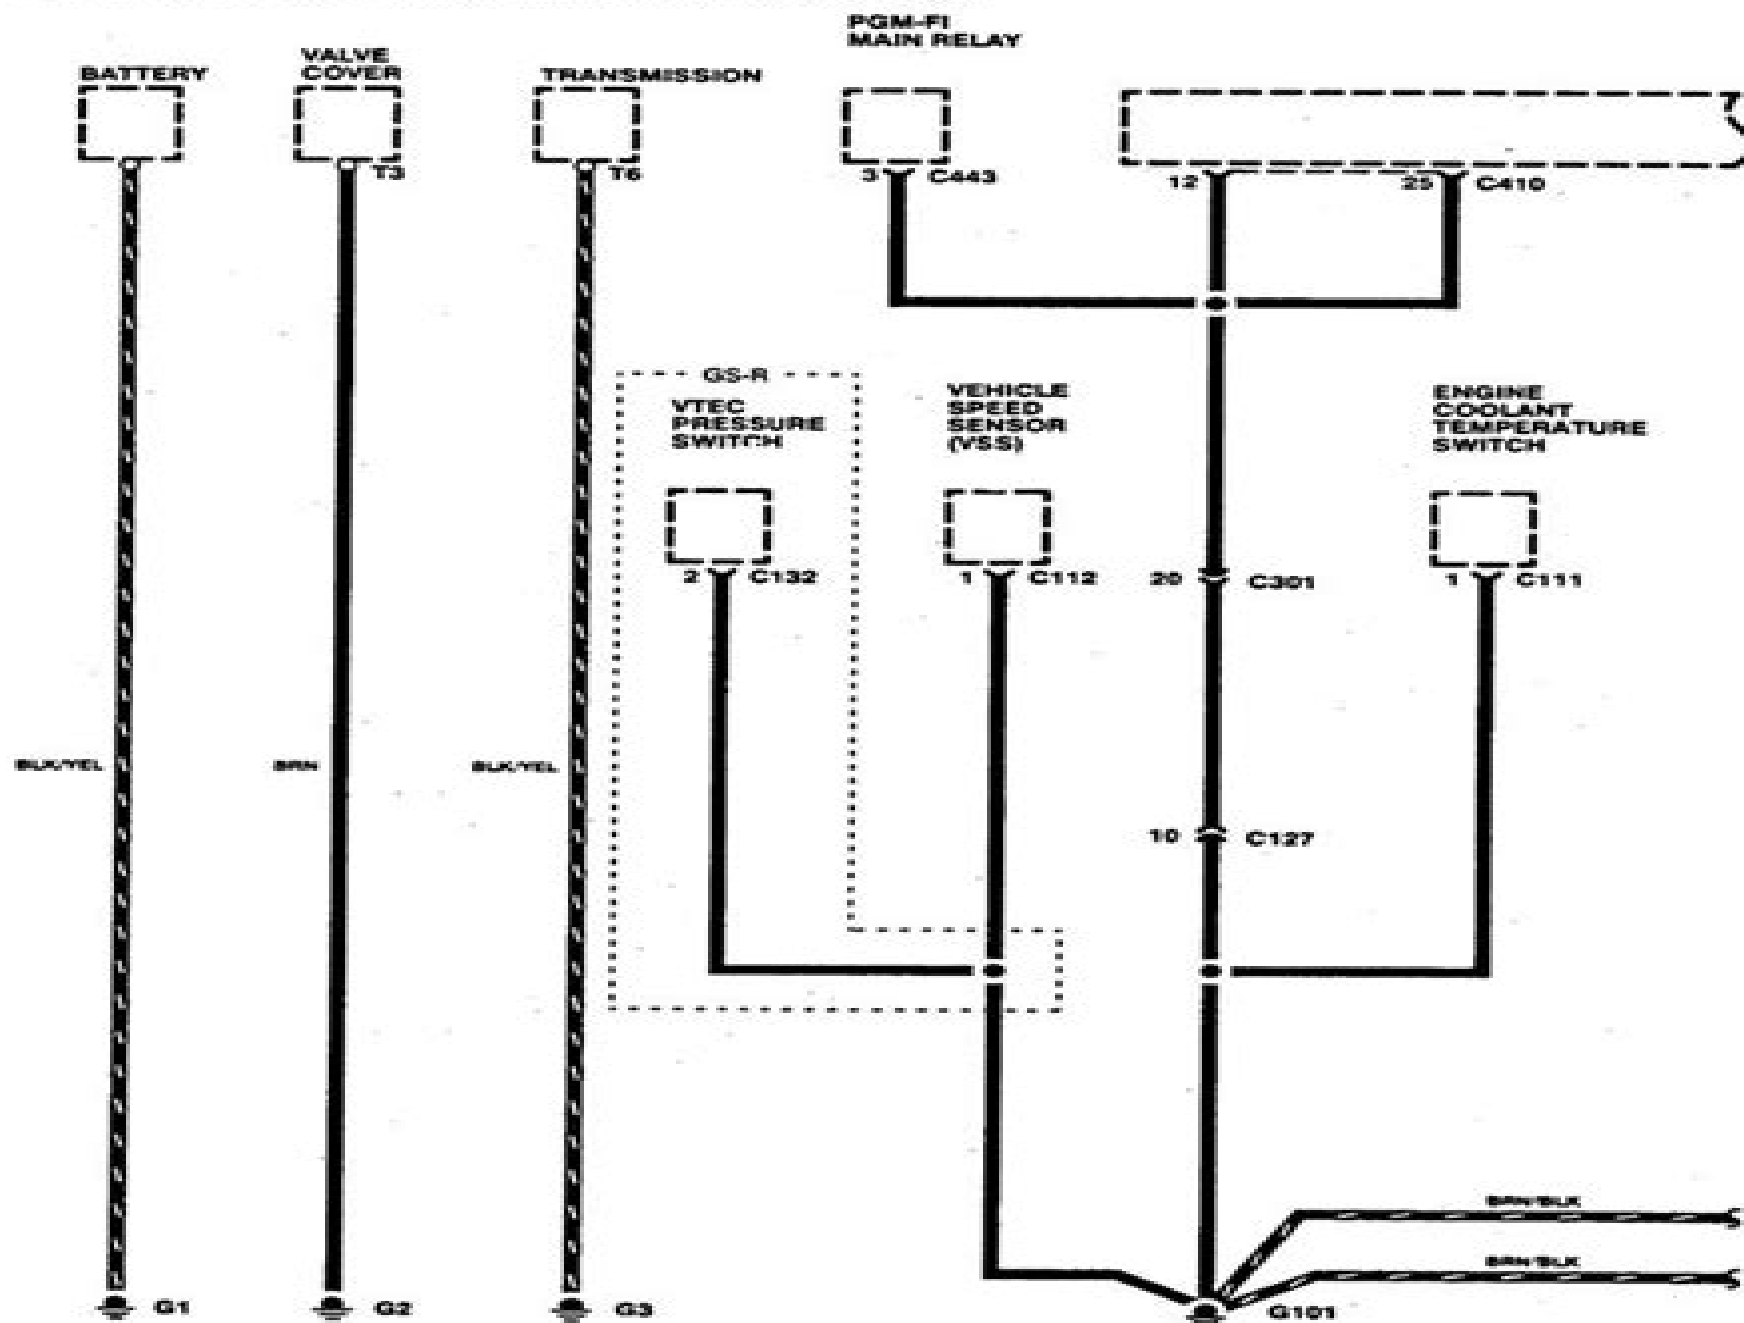 PGM-FI
MAIN RELAY
BATTERY
VALVE
COVER
TRANSMISSION
T3
T6
3
C443
12
25
C410
GS-R
VTEC
PRESSURE
SWITCH
VEHICLE
SPEED
SENSOR
(VSS)
ENGINE
COOLANT
TEMPERATURE
SWITCH
2
C132
1
C112
20
C301
1
C111
BLK/YEL
BRN
BLK/YEL
10
C127
BRN/BLK
BRN/BLK
G1
G2
G3
G101